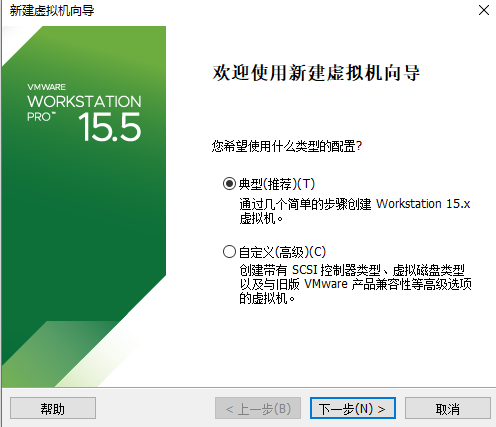 新建虚拟机向导
VMWARE
WORKSTATION
PRO™ 15.5
欢迎使用新建虚拟机向导
您希望使用什么类型的配置?
典型(推荐)(T)
通过几个简单的步骤创建 Workstation 15.x
虚拟机。
自定义(高级)(C)
创建带有 SCSI 控制器类型、虚拟磁盘类型
以及与旧版 VMware 产品兼容性等高级选项
的虚拟机。
帮助
< 上一步(B)
下一步(N) >
取消